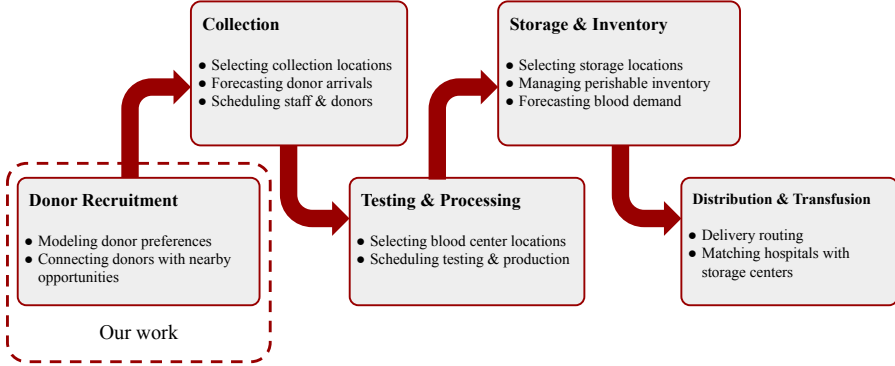 Collection
● Selecting collection locations
● Forecasting donor arrivals
● Scheduling staff & donors
Storage & Inventory
● Selecting storage locations
● Managing perishable inventory
● Forecasting blood demand
Donor Recruitment
● Modeling donor preferences
● Connecting donors with nearby
opportunities
Our work
Testing & Processing
● Selecting blood center locations
● Scheduling testing & production
Distribution & Transfusion
● Delivery routing
● Matching hospitals with
storage centers